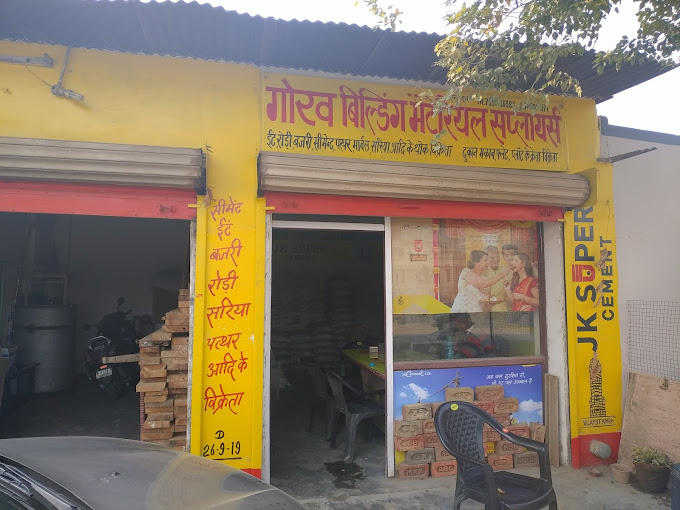 गोरव बिल्डिंग मैटेरियल सप्लायर्स
ईंट रोड़ी बजरी सीमेन्ट पत्थर मार्बल सरिया आदि के थोक विक्रेता
दुकान मकान फ्लैट, प्लॉट के क्रेता-विक्रेता
सीमेंट
ईंट
बजरी
रोड़ी
सरिया
पत्थर
आदि के
विक्रेता
D
26-9-19
JK SUPER
CEMENT